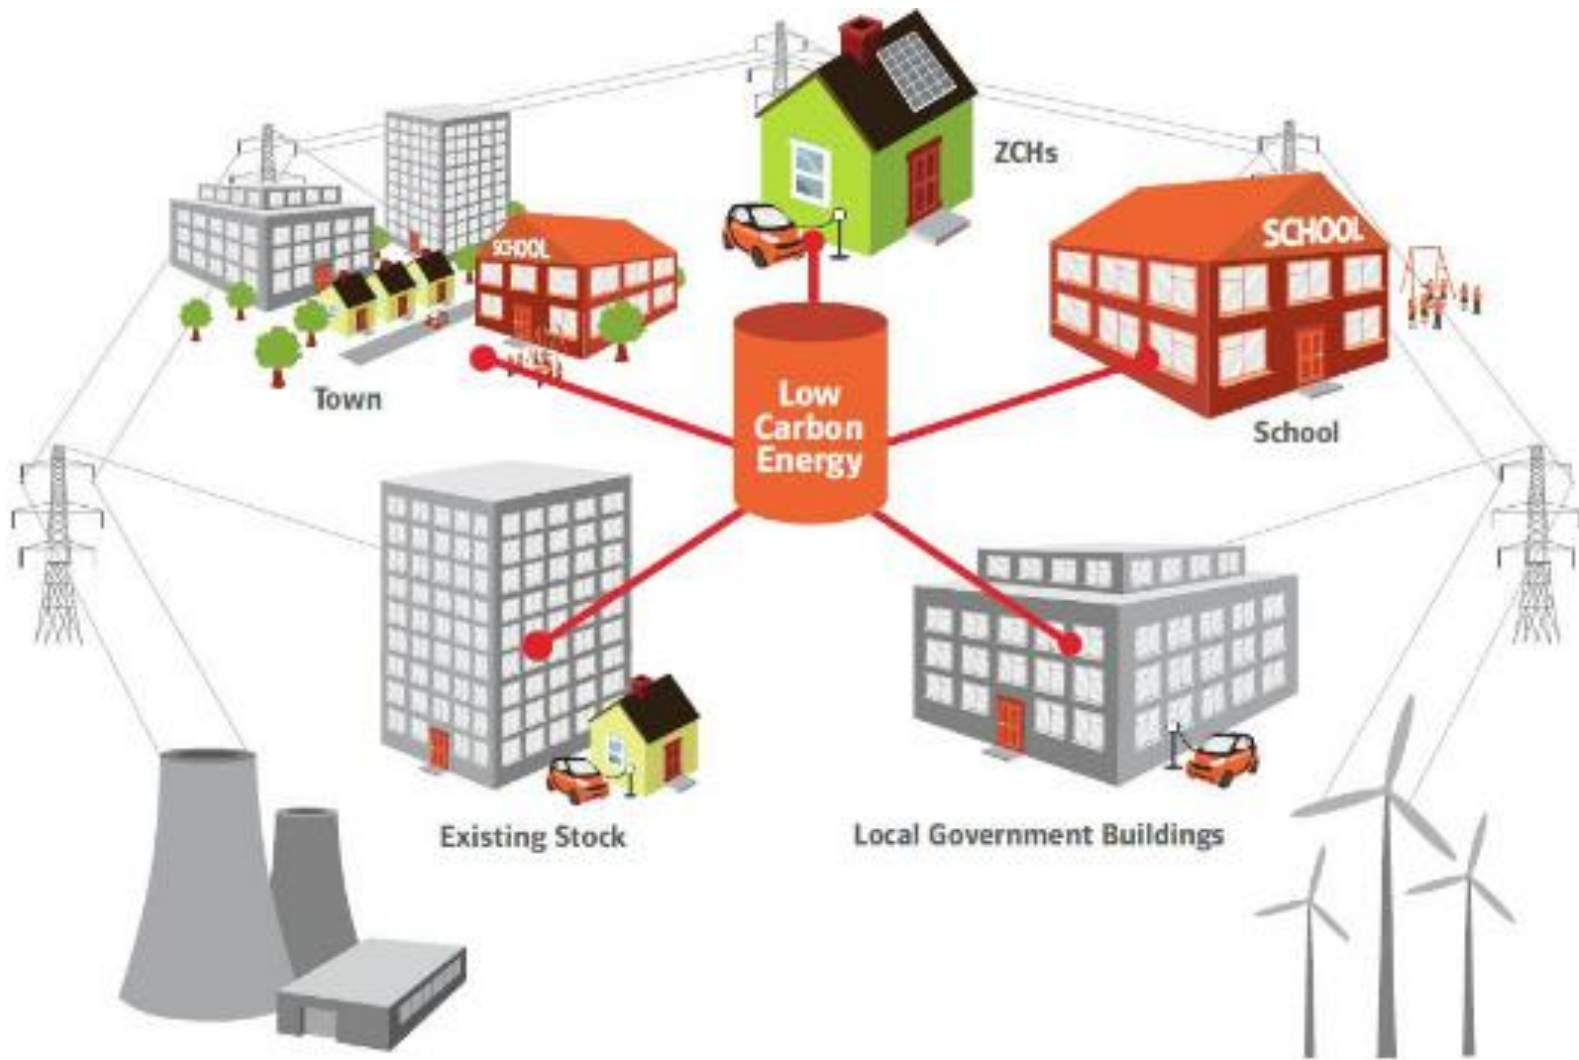 ZCHs
SCHOOL
SCHOOL
Town
Low
Carbon
Energy
School
Existing Stock
Local Government Buildings